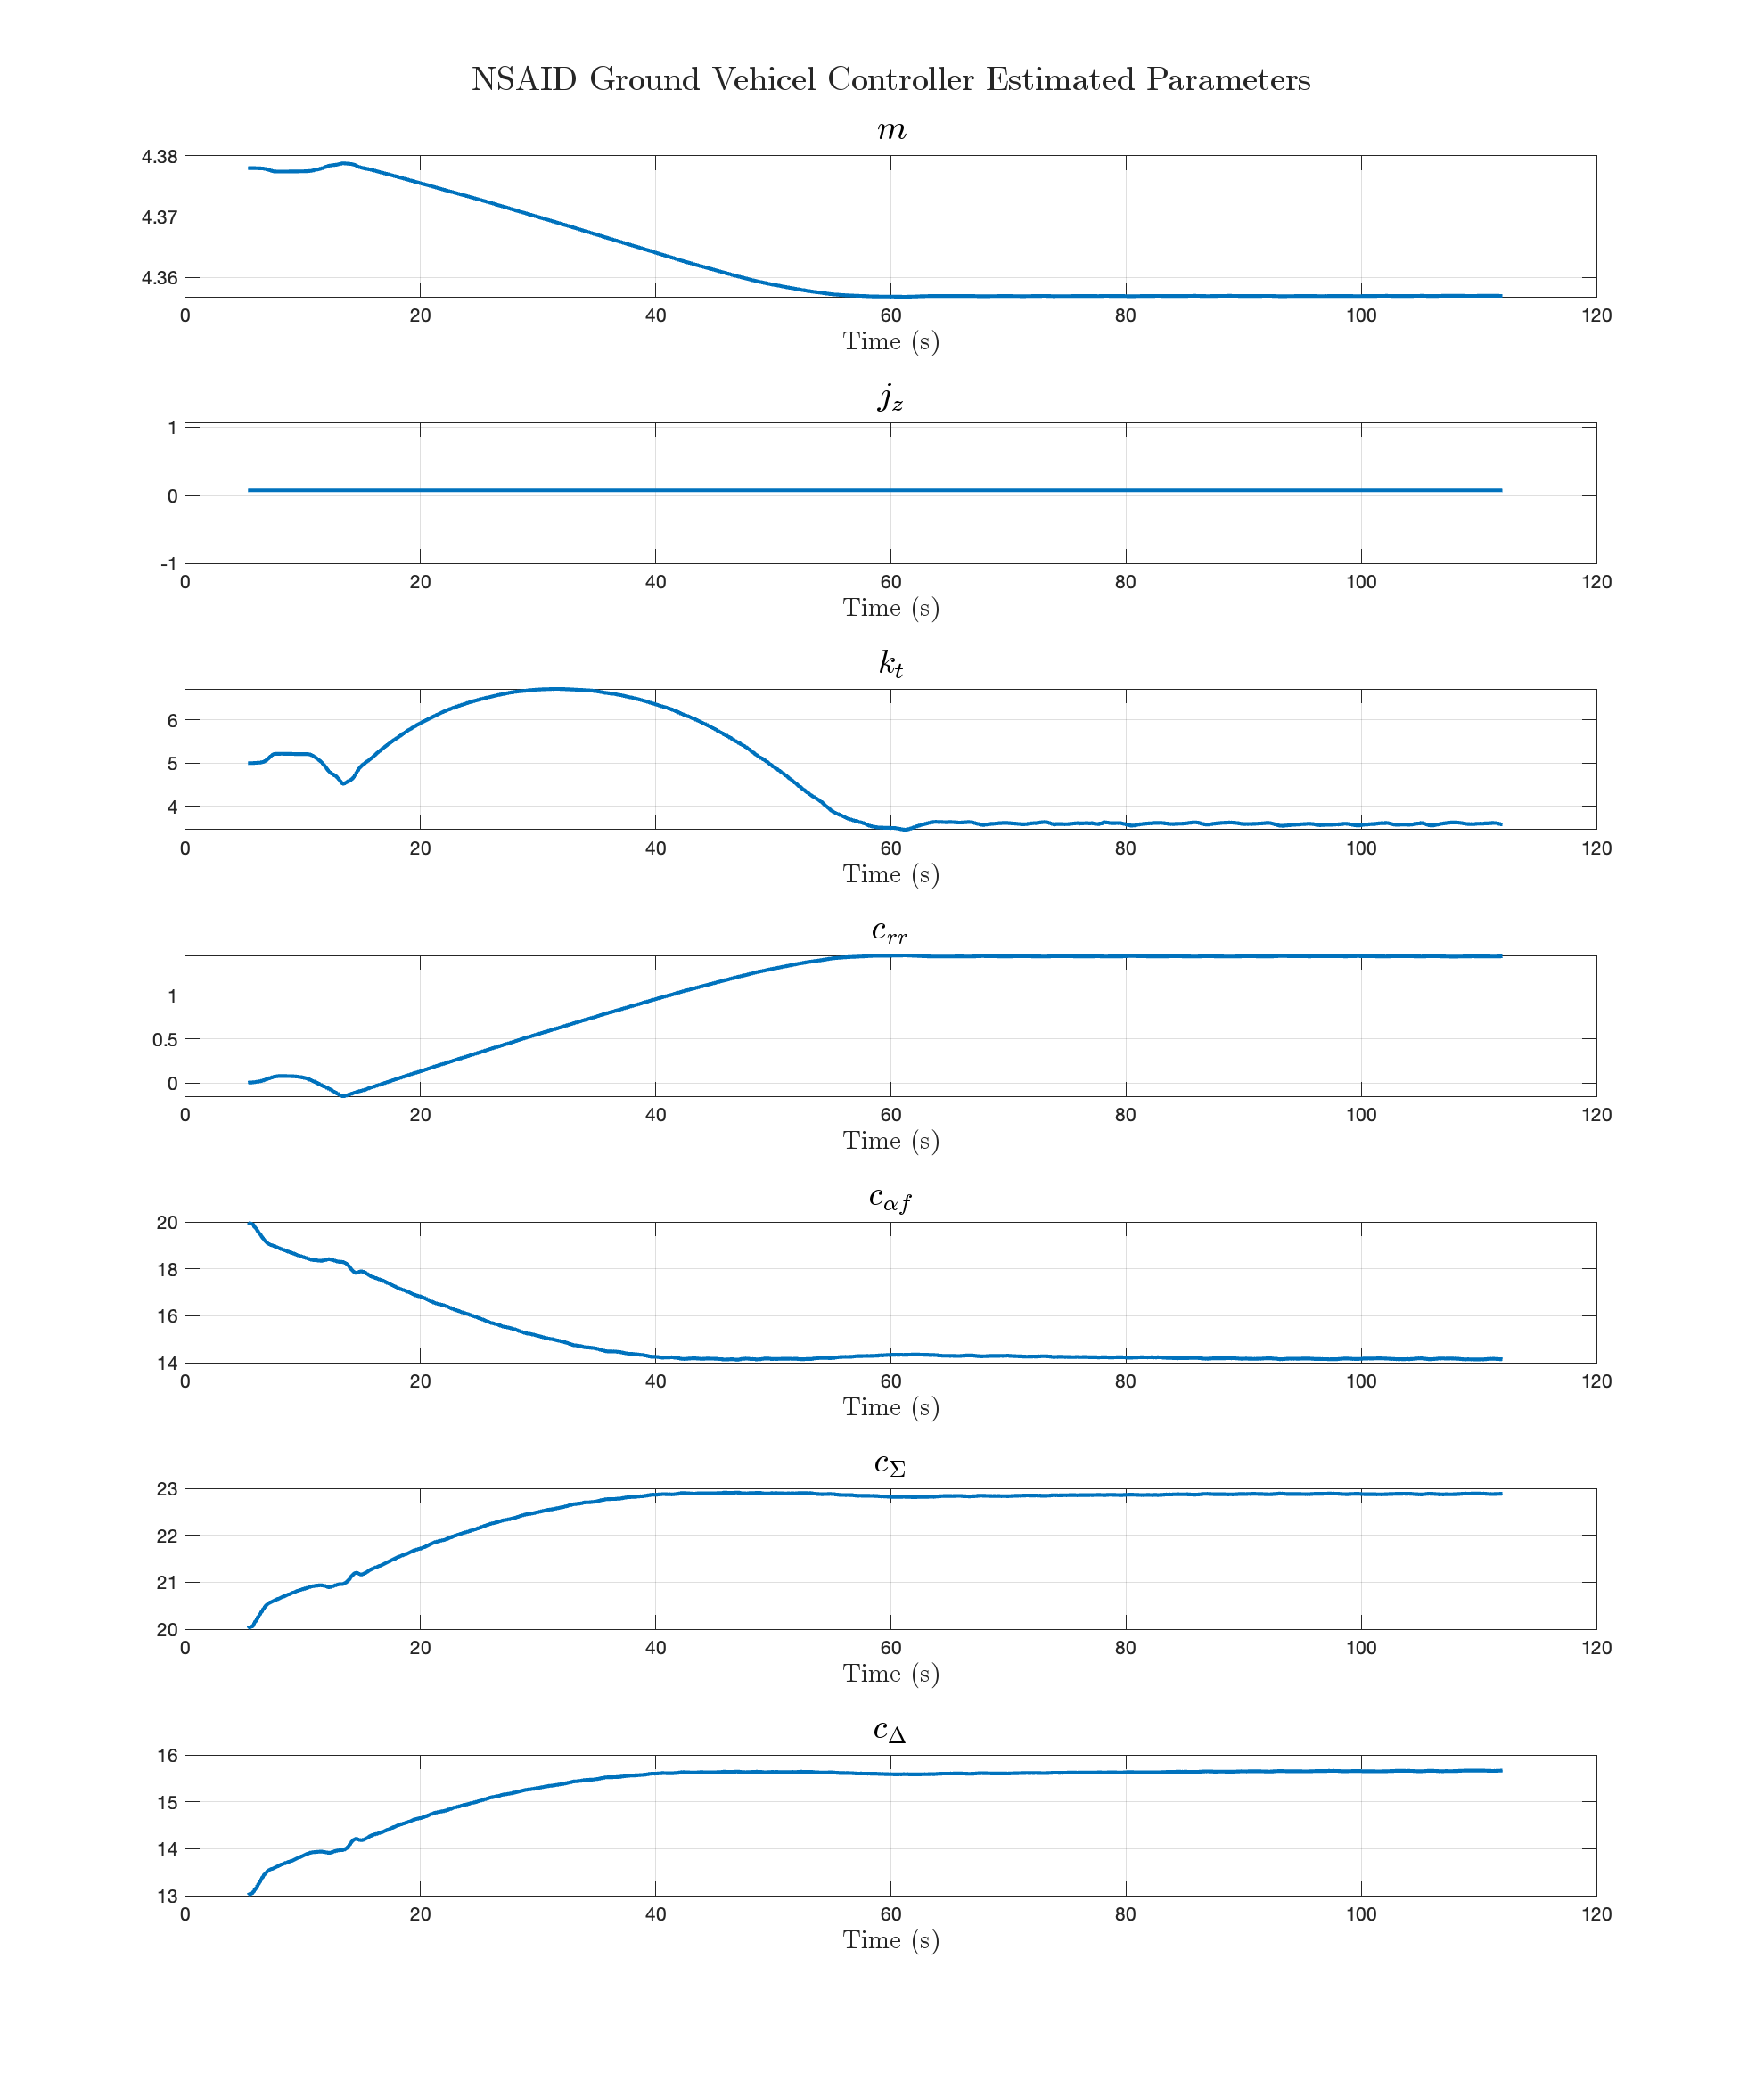 NSAID Ground Vehicel Controller Estimated Parameters
m
4.38
4.37
4.36
0 20 40 60 80 100 120
Time (s)
j_z
1
0
-1
0 20 40 60 80 100 120
Time (s)
k_t
6
5
4
0 20 40 60 80 100 120
Time (s)
c_{rr}
1
0.5
0
0 20 40 60 80 100 120
Time (s)
c_{αf}
20
18
16
14
0 20 40 60 80 100 120
Time (s)
c_Σ
23
22
21
20
0 20 40 60 80 100 120
Time (s)
c_Δ
16
15
14
13
0 20 40 60 80 100 120
Time (s)